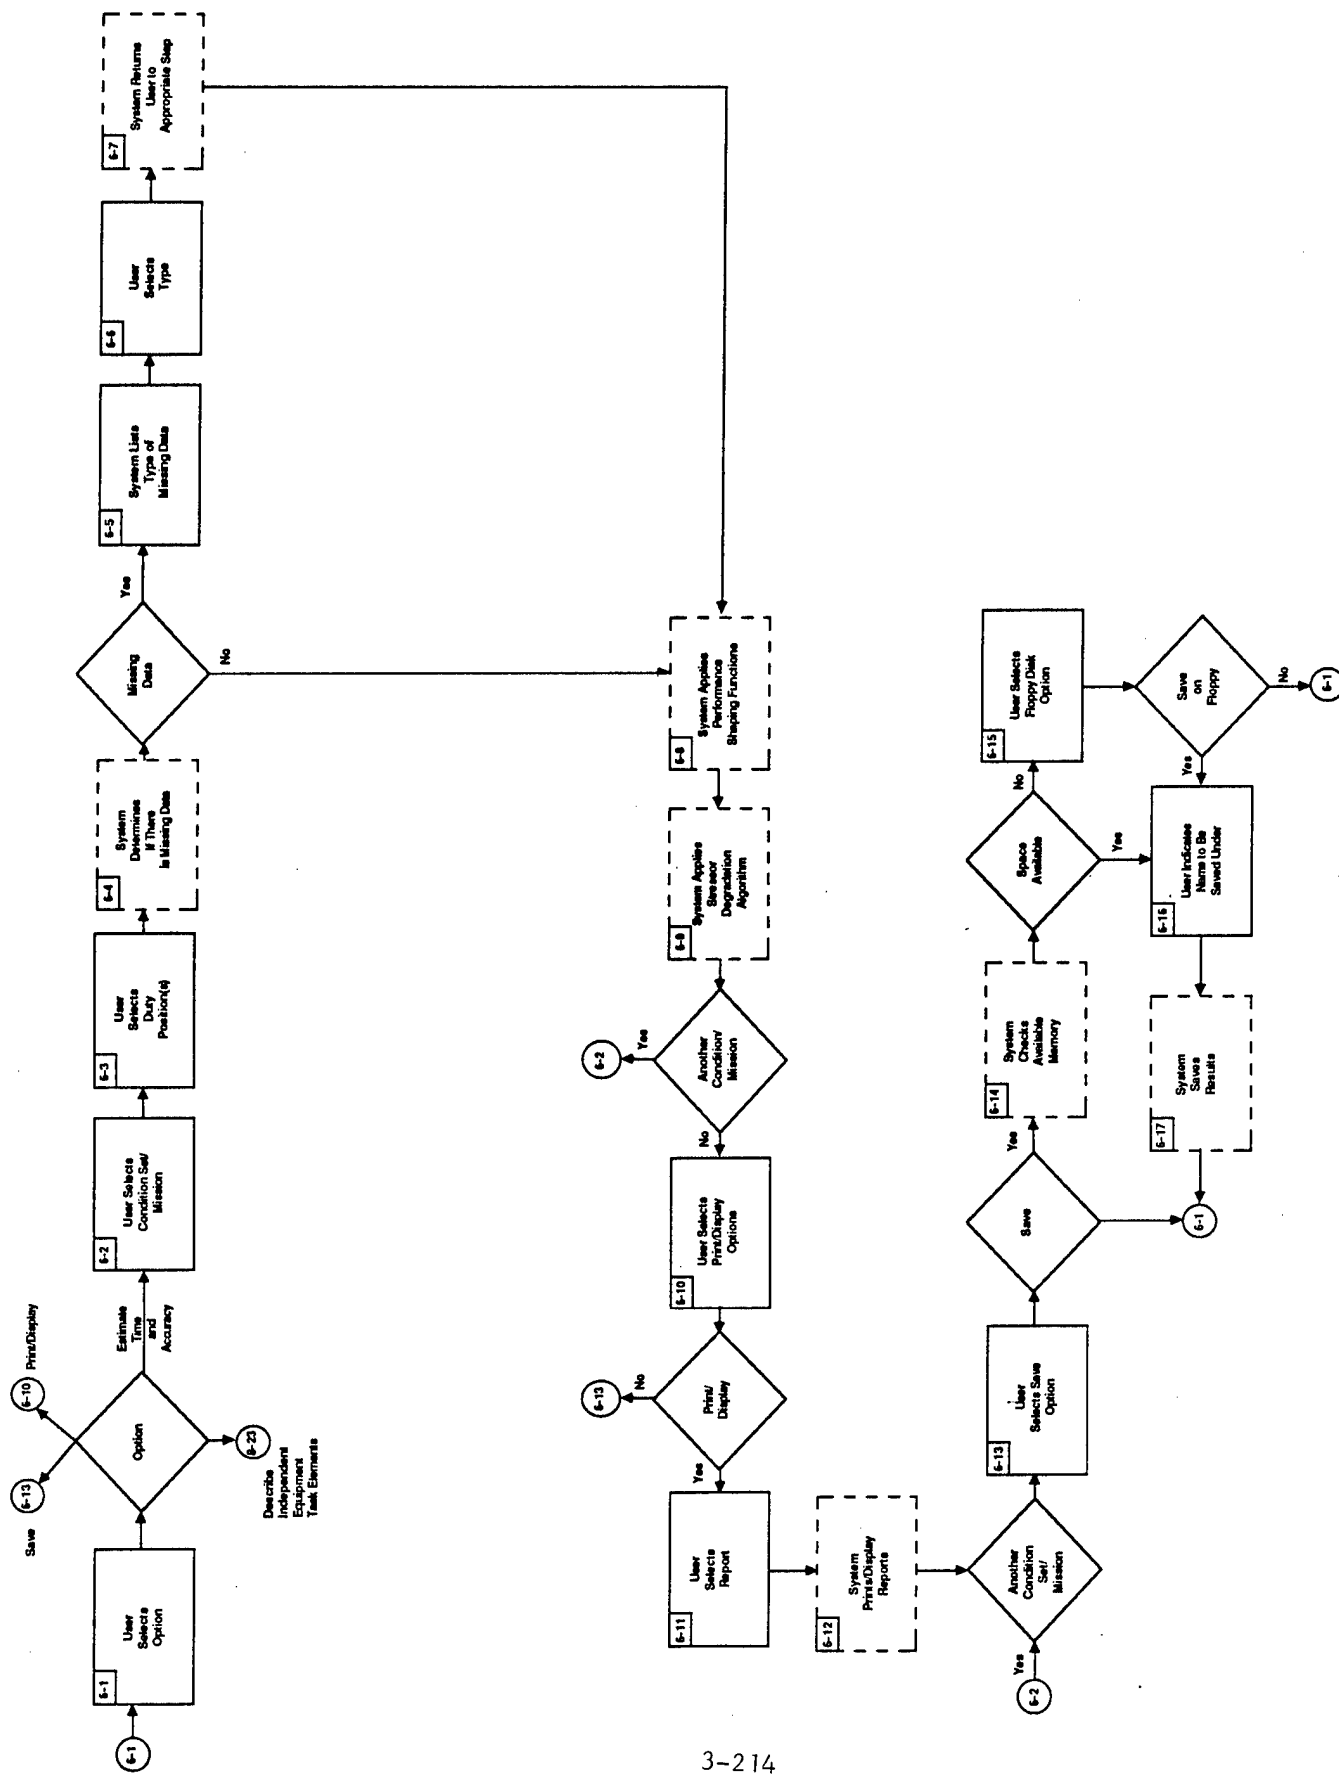 6-1
6-1
User
Selects
Option
Option
6-13
Save
6-10
Print/Display
Describe
Independent
Equipment
Task Elements
Estimate
Time
and
Accuracy
6-2
User Selects
Condition Set/
Mission
6-3
User
Selects
Duty
Position(s)
6-4
System
Determines
If There
Is Missing Data
Missing
Data
Yes
No
6-5
System Lists
Type of
Missing Data
6-6
User
Selects
Type
6-7
System Returns
User to
Appropriate Step
6-8
System Applies
Performance
Shaping Functions
6-9
System Applies
Stressor
Degradation
Algorithm
Another
Condition/
Mission
Yes
6-2
No
6-10
User Selects
Print/Display
Options
Print/
Display
No
6-13
Yes
6-11
User
Selects
Report
6-12
System
Prints/Display
Reports
Another
Condition
Set/
Mission
Yes
6-2
6-13
User
Selects Save
Option
Save
Yes
6-1
6-14
System
Checks
Available
Memory
Space
Available
No
Yes
6-15
User Selects
Floppy Disk
Option
Save
on
Floppy
No
6-1
Yes
6-16
User Indicates
Name to Be
Saved Under
6-17
System
Saves
Results
3-214